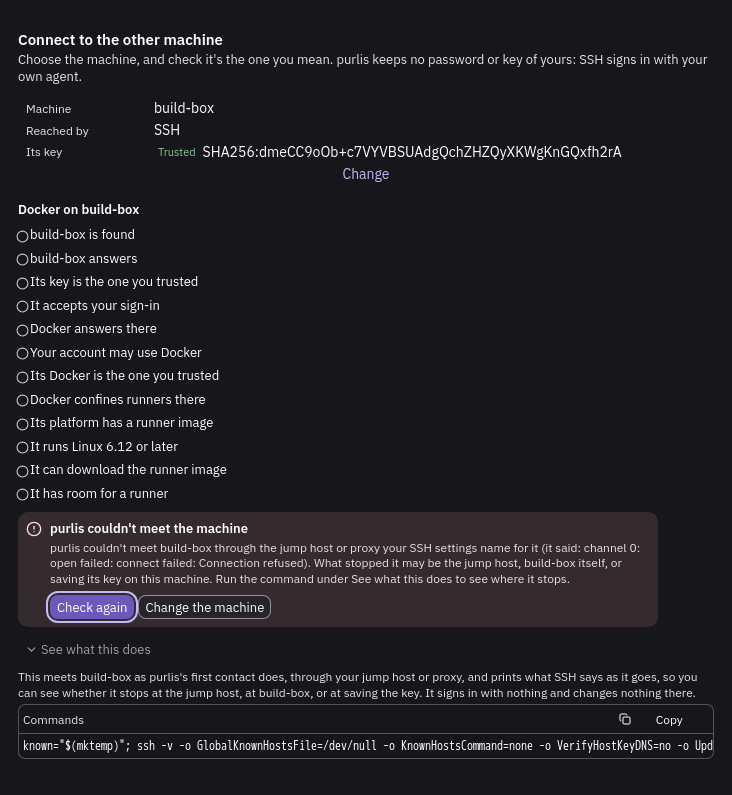 Connect to the other machine
Choose the machine, and check it's the one you mean. purlis keeps no password or key of yours: SSH signs in with your
own agent.
Machine build-box
Reached by SSH
Its key Trusted SHA256:dmeCC9oOb+c7VYVBSUAdgQchZHZQyXKWgKnGQxfh2rA
Change
Docker on build-box
build-box is found
build-box answers
Its key is the one you trusted
It accepts your sign-in
Docker answers there
Your account may use Docker
Its Docker is the one you trusted
Docker confines runners there
Its platform has a runner image
It runs Linux 6.12 or later
It can download the runner image
It has room for a runner
purlis couldn't meet the machine
purlis couldn't meet build-box through the jump host or proxy your SSH settings name for it (it said: channel 0:
open failed: connect failed: Connection refused). What stopped it may be the jump host, build-box itself, or
saving its key on this machine. Run the command under See what this does to see where it stops.
Check again Change the machine
See what this does
This meets build-box as purlis's first contact does, through your jump host or proxy, and prints what SSH says as it goes, so you
can see whether it stops at the jump host, at build-box, or at saving the key. It signs in with nothing and changes nothing there.
Commands Copy
known="$(mktemp)"; ssh -v -o GlobalKnownHostsFile=/dev/null -o KnownHostsCommand=none -o VerifyHostKeyDNS=no -o Upd